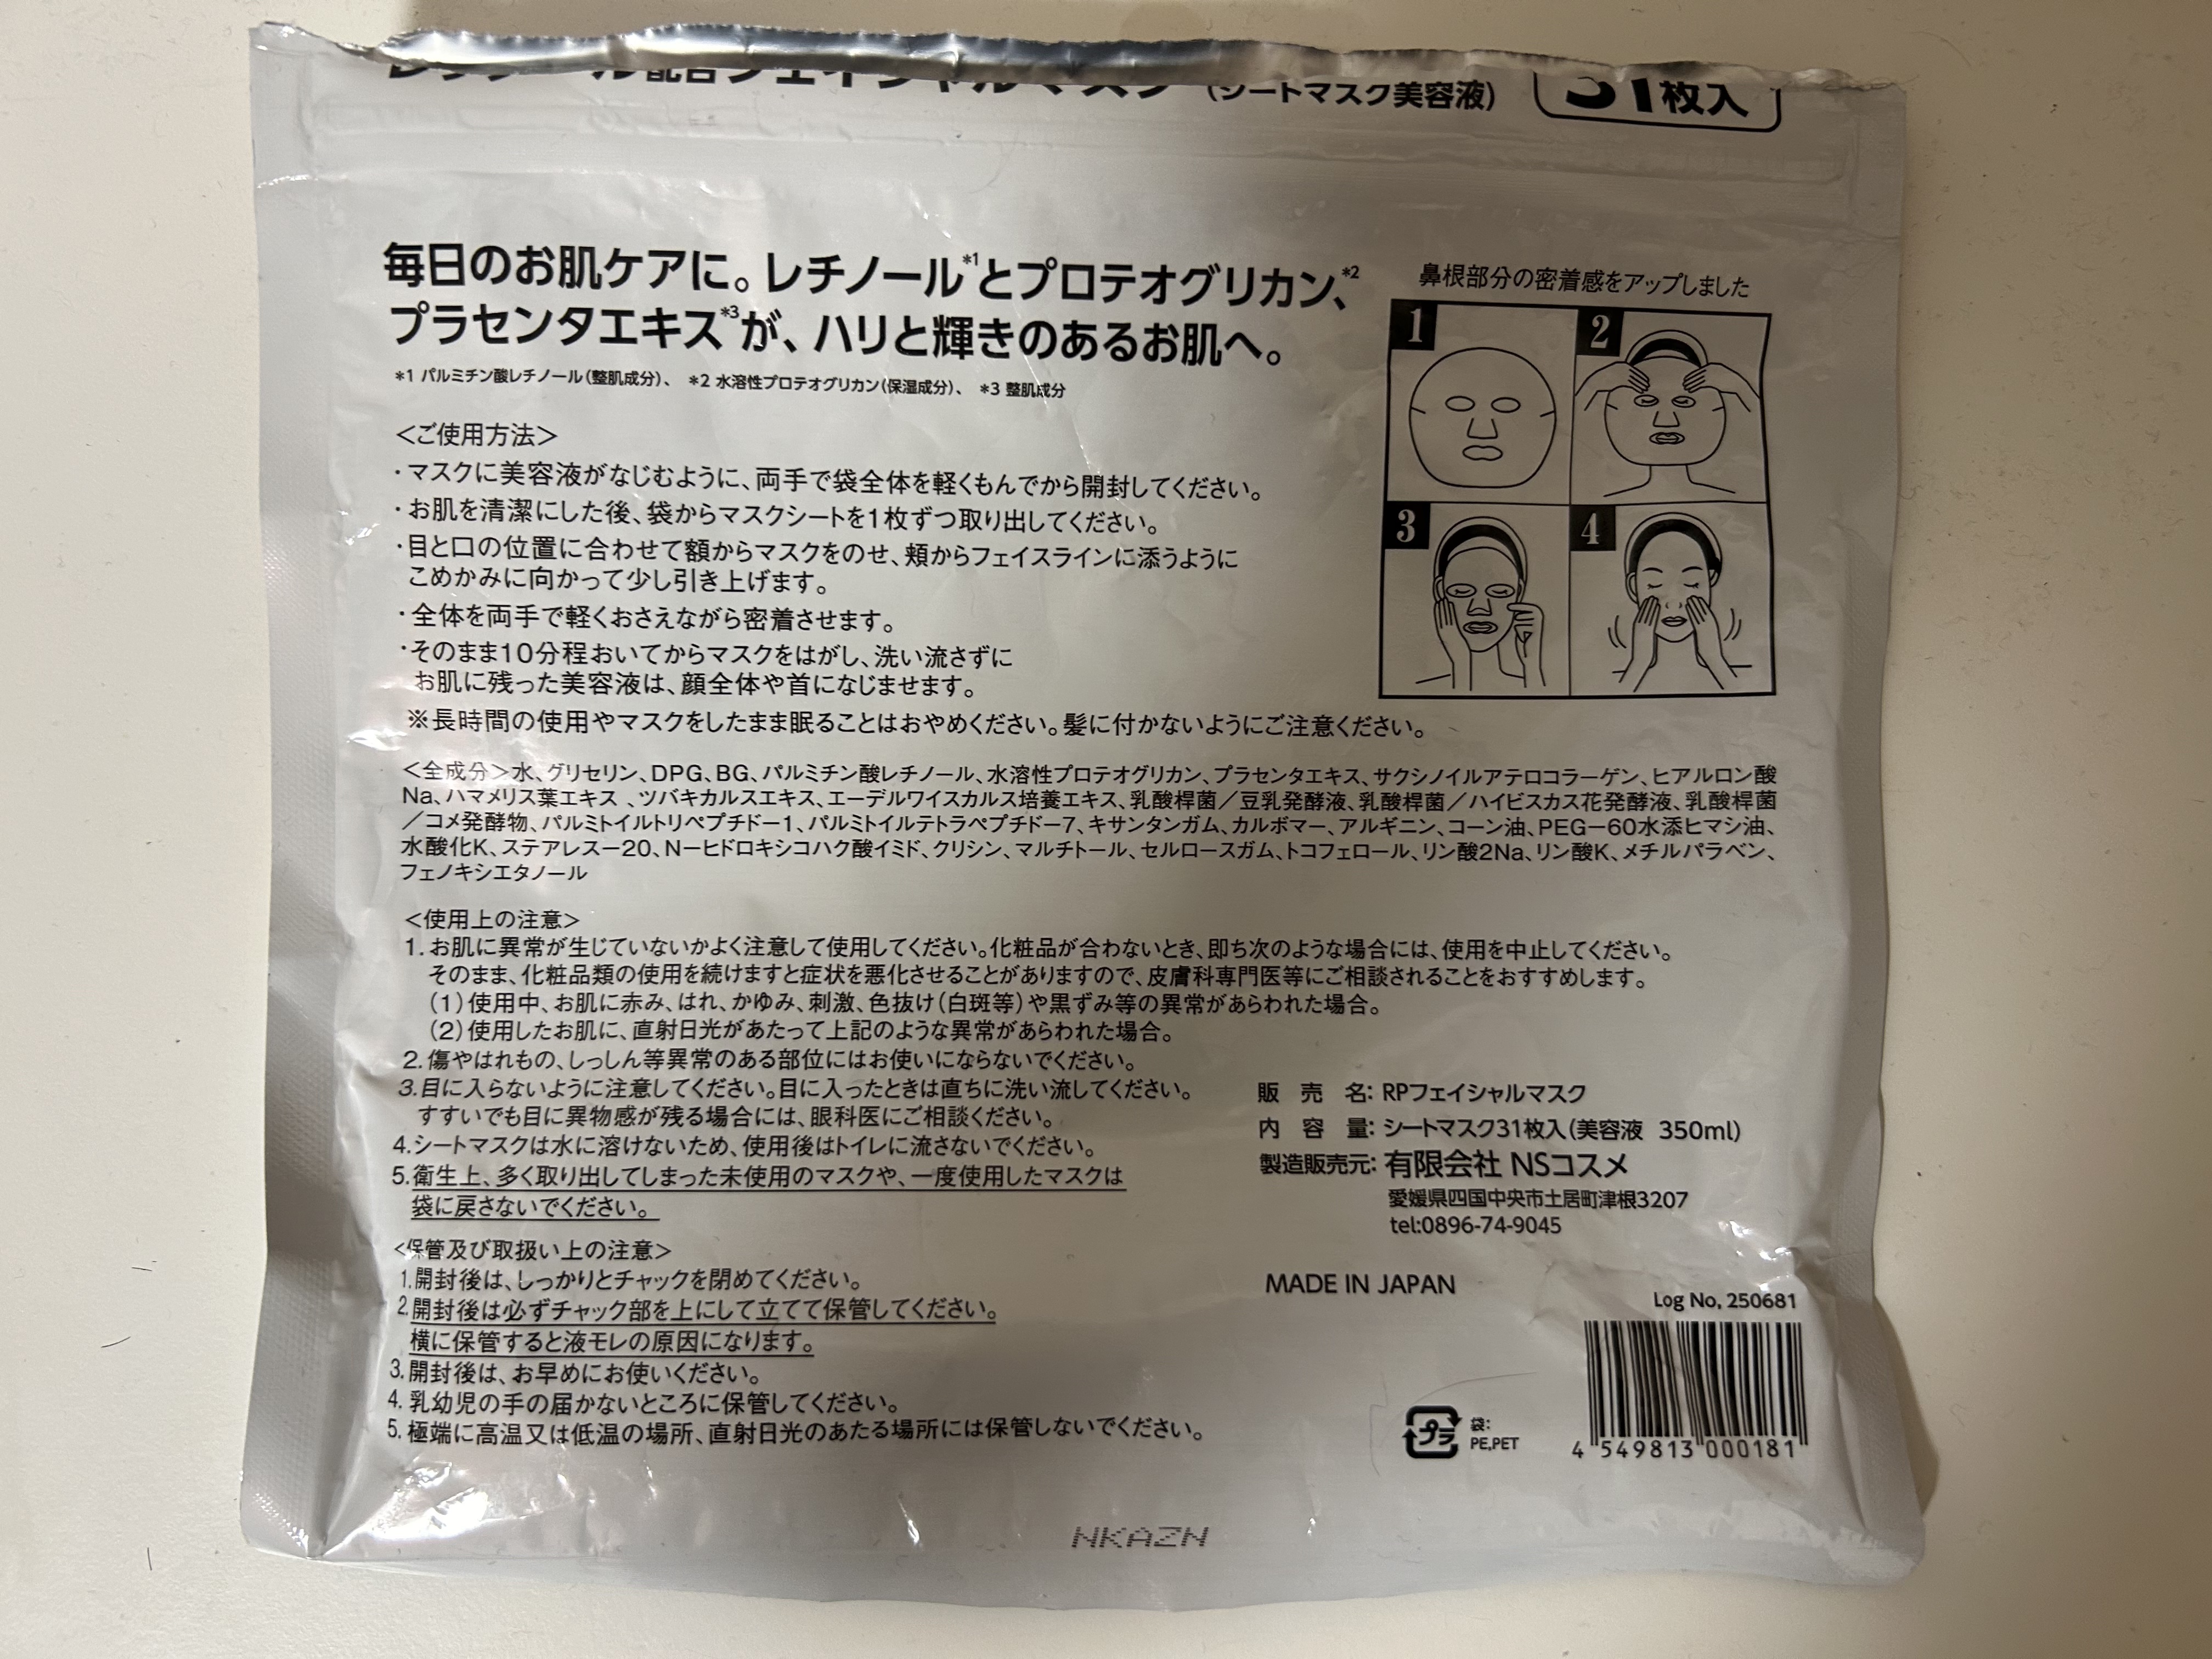 レチノール配合フェイシャルマスク (シートマスク美容液) 31枚入
毎日のお肌ケアに。レチノール*1とプロテオグリカン、*2
プラセンタエキス*3が、ハリと輝きのあるお肌へ。
*1 パルミチン酸レチノール(整肌成分)、 *2 水溶性プロテオグリカン(保湿成分)、 *3 整肌成分
鼻根部分の密着感をアップしました
1
2
3
4
<ご使用方法>
・マスクに美容液がなじむように、両手で袋全体を軽くもんでから開封してください。
・お肌を清潔にした後、袋からマスクシートを1枚ずつ取り出してください。
・目と口の位置に合わせて額からマスクをのせ、頬からフェイスラインに添うように
こめかみに向かって少し引き上げます。
・全体を両手で軽くおさえながら密着させます。
・そのまま10分程おいてからマスクをはがし、洗い流さずに
お肌に残った美容液は、顔全体や首になじませます。
※長時間の使用やマスクをしたまま眠ることはおやめください。髪に付かないようにご注意ください。
<全成分>水、グリセリン、DPG、BG、パルミチン酸レチノール、水溶性プロテオグリカン、プラセンタエキス、サクシノイルアテロコラーゲン、ヒアルロン酸
Na、ハマメリス葉エキス 、ツバキカルスエキス、エーデルワイスカルス培養エキス、乳酸桿菌/豆乳発酵液、乳酸桿菌/ハイビスカス花発酵液、乳酸桿菌
/コメ発酵物、パルミトイルトリペプチドー1、パルミトイルテトラペプチドー7、キサンタンガム、カルボマー、アルギニン、コーン油、PEGー60水添ヒマシ油、
水酸化K、ステアレスー20、Nーヒドロキシコハク酸イミド、クリシン、マルチトール、セルロースガム、トコフェロール、リン酸2Na、リン酸K、メチルパラベン、
フェノキシエタノール
<使用上の注意>
1. お肌に異常が生じていないかよく注意して使用してください。化粧品が合わないとき、即ち次のような場合には、使用を中止してください。
そのまま、化粧品類の使用を続けますと症状を悪化させることがありますので、皮膚科専門医等にご相談されることをおすすめします。
(1)使用中、お肌に赤み、はれ、かゆみ、刺激、色抜け(白斑等)や黒ずみ等の異常があらわれた場合。
(2)使用したお肌に、直射日光があたって上記のような異常があらわれた場合。
2. 傷やはれもの、しっしん等異常のある部位にはお使いにならないでください。
3.目に入らないように注意してください。目に入ったときは直ちに洗い流してください。
すすいでも目に異物感が残る場合には、眼科医にご相談ください。
4.シートマスクは水に溶けないため、使用後はトイレに流さないでください。
5.衛生上、多く取り出してしまった未使用のマスクや、一度使用したマスクは
袋に戻さないでください。
<保管及び取扱い上の注意>
1.開封後は、しっかりとチャックを閉めてください。
2.開封後は必ずチャック部を上にして立てて保管してください。
横に保管すると液モレの原因になります。
3.開封後は、お早めにお使いください。
4. 乳幼児の手の届かないところに保管してください。
5. 極端に高温又は低温の場所、直射日光のあたる場所には保管しないでください。
販 売 名: RPフェイシャルマスク
内 容 量: シートマスク31枚入(美容液 350ml)
製造販売元: 有限会社 NSコスメ
愛媛県四国中央市土居町津根3207
tel:0896-74-9045
MADE IN JAPAN
Log No. 250681
プラ
袋:
PE,PET
4 549813 000181
NKAZN